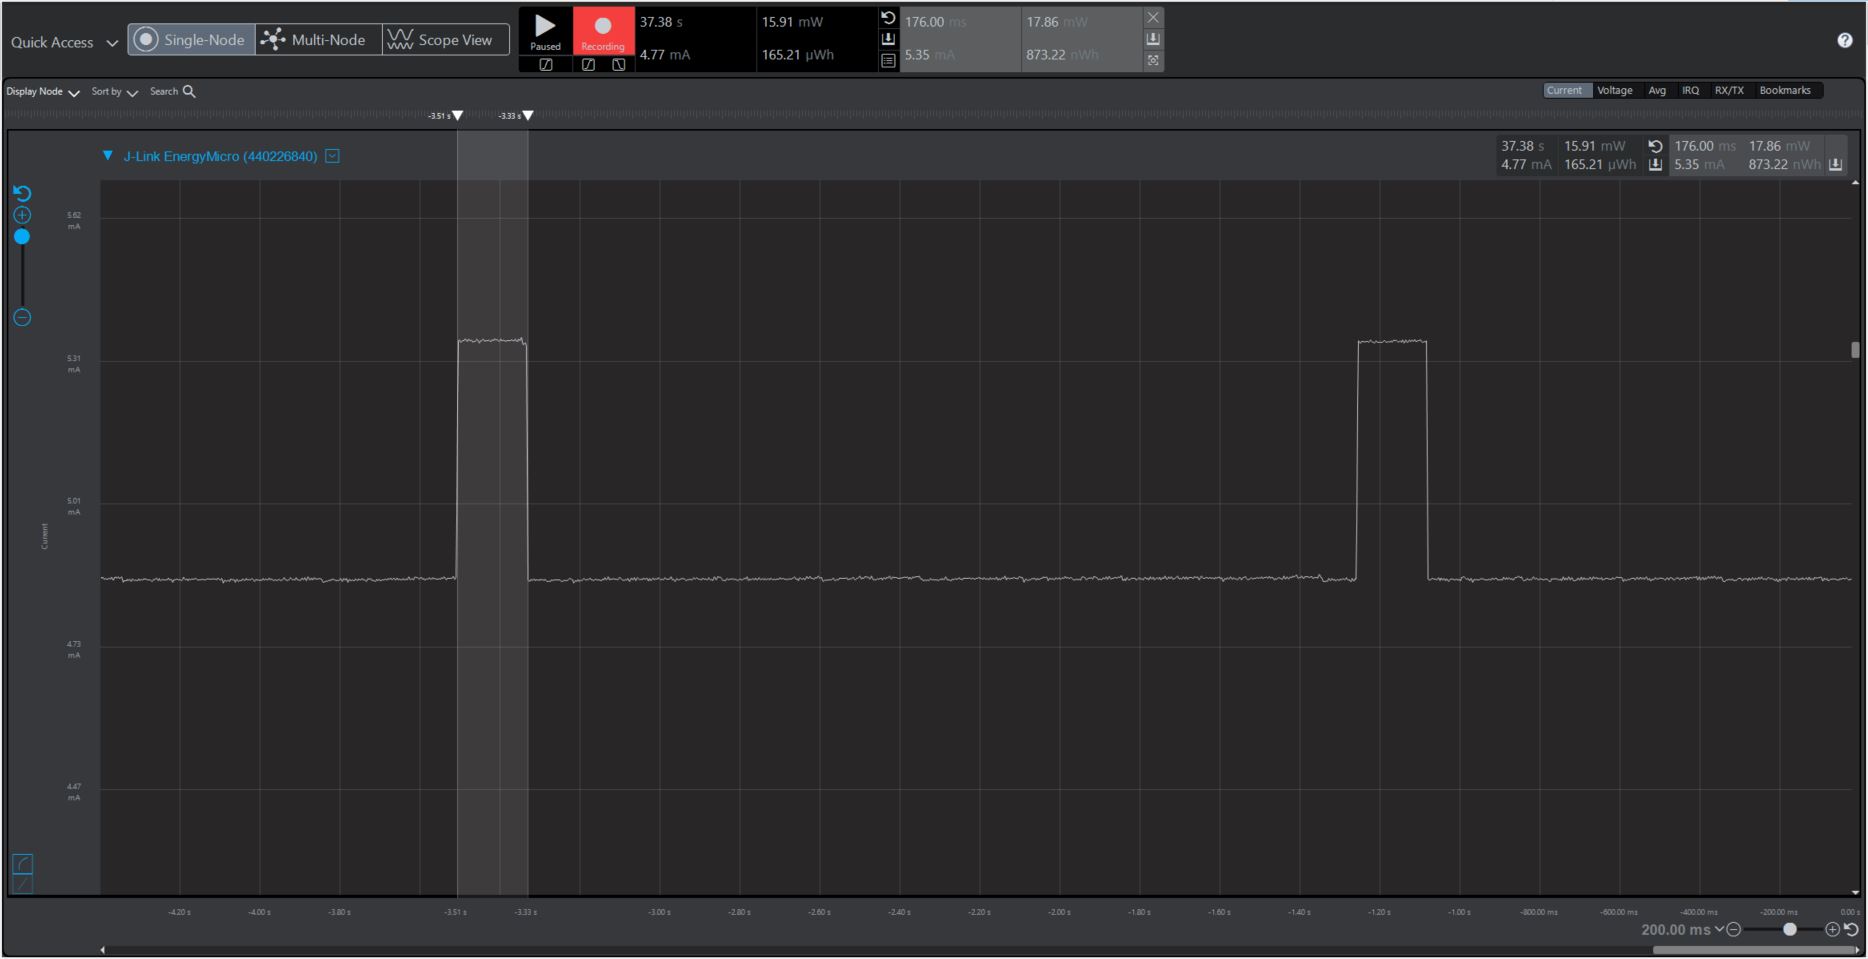 Quick Access
Single-Node
Multi-Node
Scope View
Paused
Recording
37.38 s
15.91 mW
176.00 ms
17.86 mW
4.77 mA
165.21 µWh
5.35 mA
873.22 nWh
Display Node
Sort by
Search
Current
Voltage
Avg
IRQ
RX/TX
Bookmarks
-3.51 s
-3.33 s
J-Link EnergyMicro (440226840)
37.38 s
15.91 mW
176.00 ms
17.86 mW
4.77 mA
165.21 µWh
5.35 mA
873.22 nWh
5.62
mA
5.31
mA
5.01
mA
Current
4.73
mA
4.47
mA
-4.20 s
-4.00 s
-3.80 s
-3.51 s
-3.33 s
-3.00 s
-2.80 s
-2.60 s
-2.40 s
-2.20 s
-2.00 s
-1.80 s
-1.60 s
-1.40 s
-1.20 s
-1.00 s
-800.00 ms
-600.00 ms
-400.00 ms
-200.00 ms
0.00 s
200.00 ms